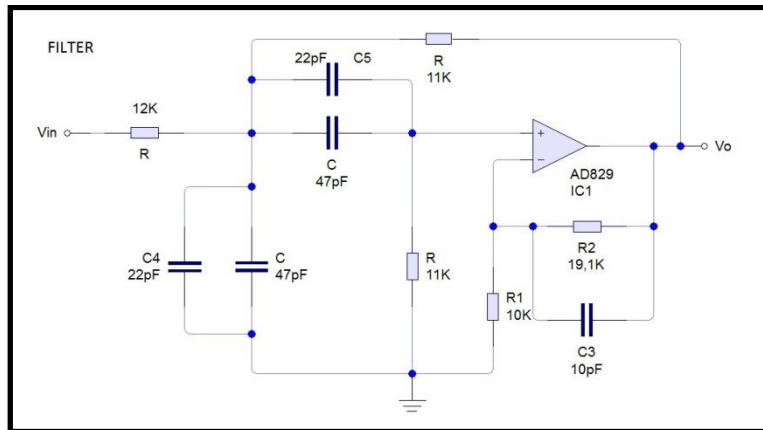 FILTER
22pF C5
R
11K
12K
Vin
R
C
47pF
+
−
AD829
IC1
Vo
C4
22pF
C
47pF
R
11K
R2
19,1K
R1
10K
C3
10pF